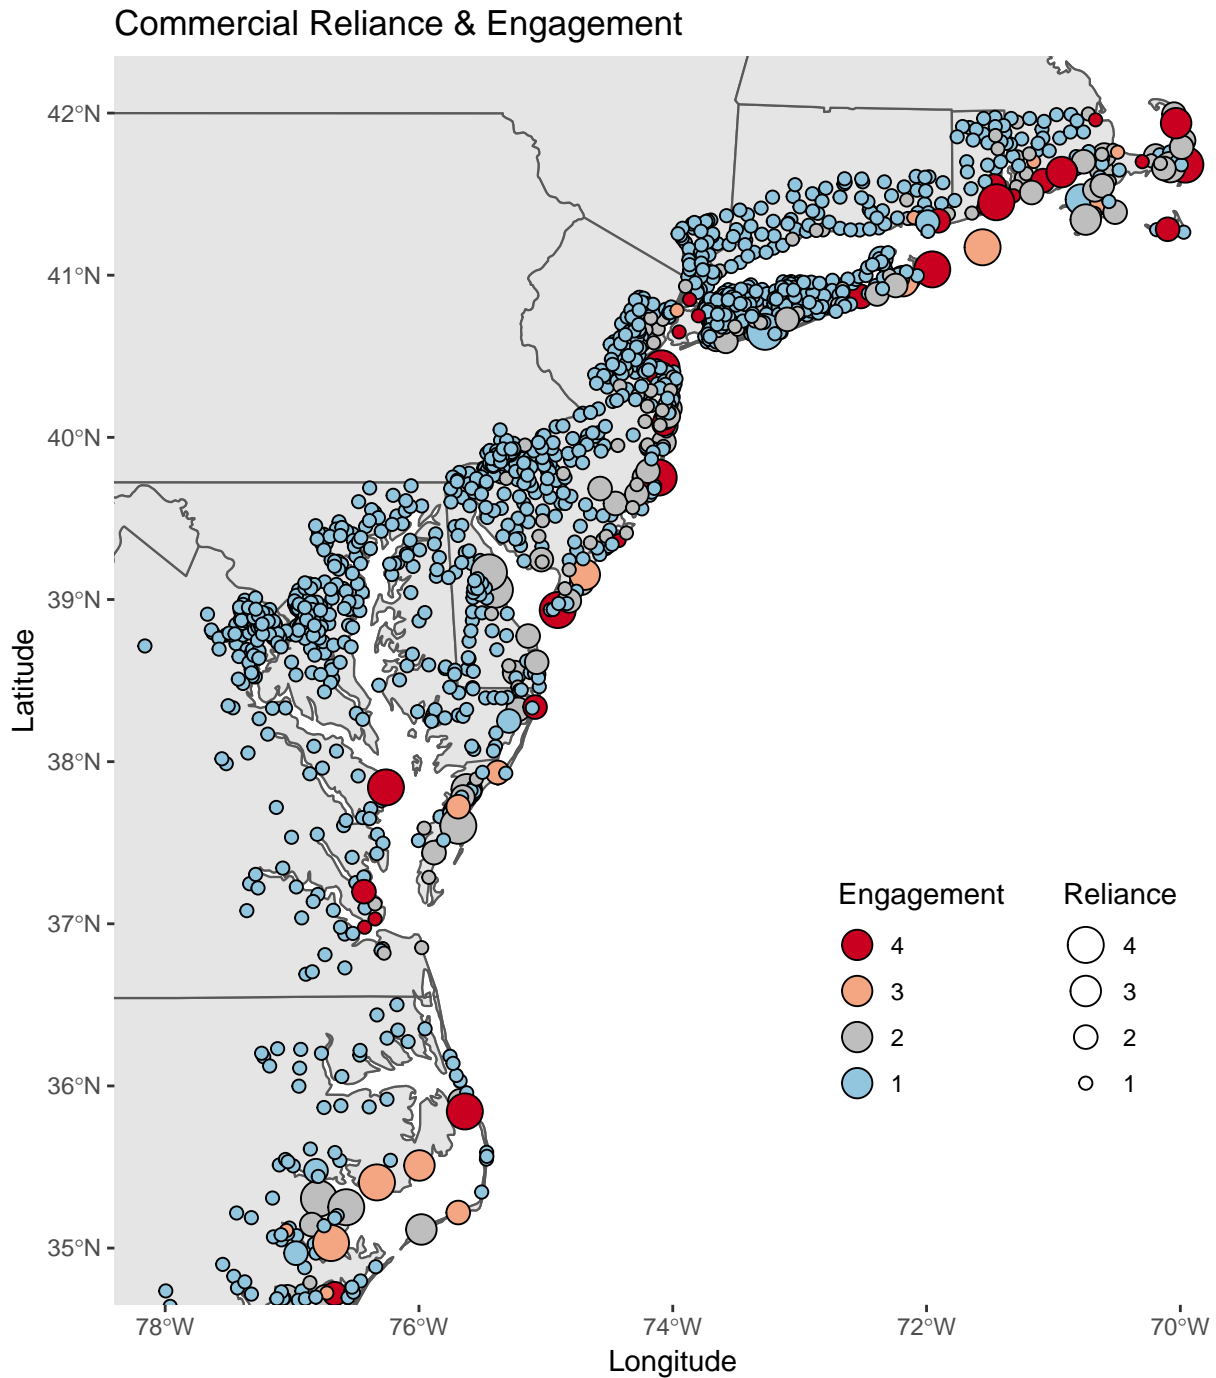 Commercial Reliance & Engagement
42°N
41°N
40°N
39°N
38°N
37°N
36°N
35°N
Latitude
78°W
76°W
74°W
72°W
70°W
Longitude
Engagement
4
3
2
1
Reliance
4
3
2
1